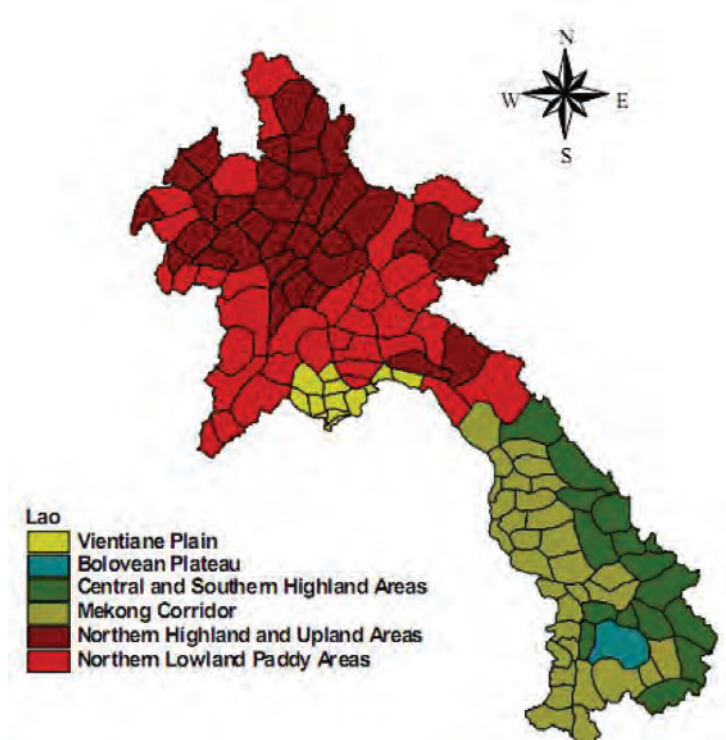 N
W E
S
Lao
Vientiane Plain
Bolovean Plateau
Central and Southern Highland Areas
Mekong Corridor
Northern Highland and Upland Areas
Northern Lowland Paddy Areas